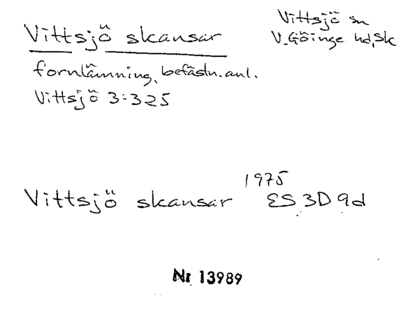 Vittsjö skansar
Vittsjö sn
V. Göinge hd, Sk
fornlämning, befästn.anl.
Vittsjö 3:325
Vittsjö skansar 1975 ES 3D 9d
Nr 13989